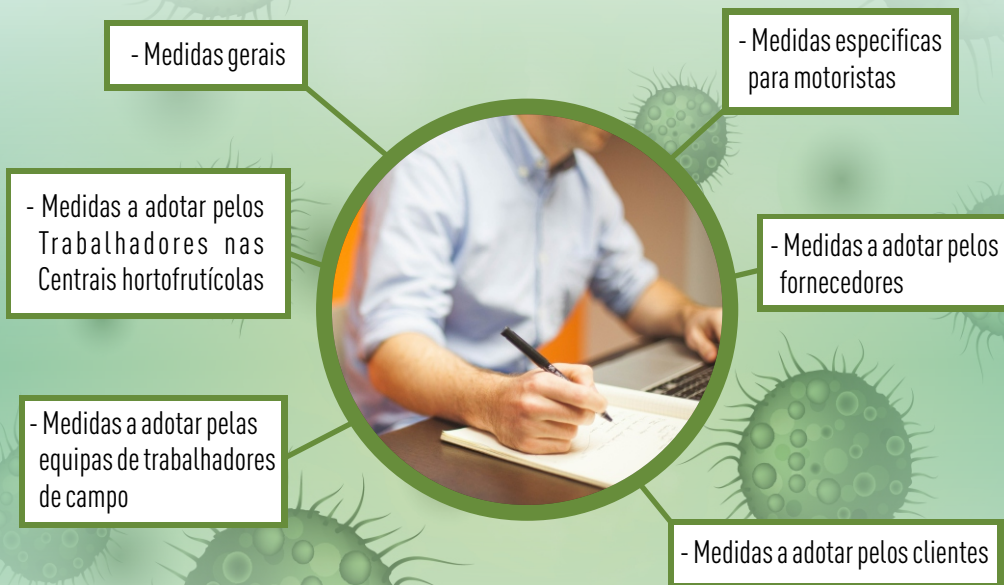 - Medidas gerais
- Medidas a adotar pelos
Trabalhadores nas
Centrais hortofrutícolas
- Medidas a adotar pelas
equipas de trabalhadores
de campo
- Medidas especificas
para motoristas
- Medidas a adotar pelos
fornecedores
- Medidas a adotar pelos clientes